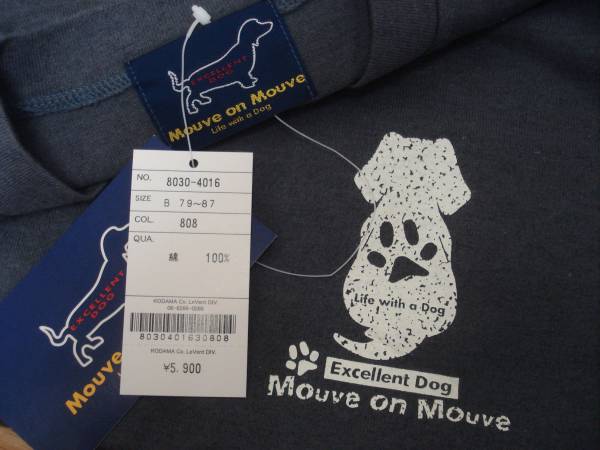 EXCELLENT
DOG
Mouve on Mouve
Life with a Dog
NO. 8030-4016
SIZE B 79~87
COL. 808
QUA.
綿 100%
KODAMA Co. LeVent DIV.
8030401630808
KODAMA Co. LeVent DIV.
¥5.900
EXCELLENT
DOG
Mouve
Life with a Dog
Excellent Dog
Mouve on Mouve